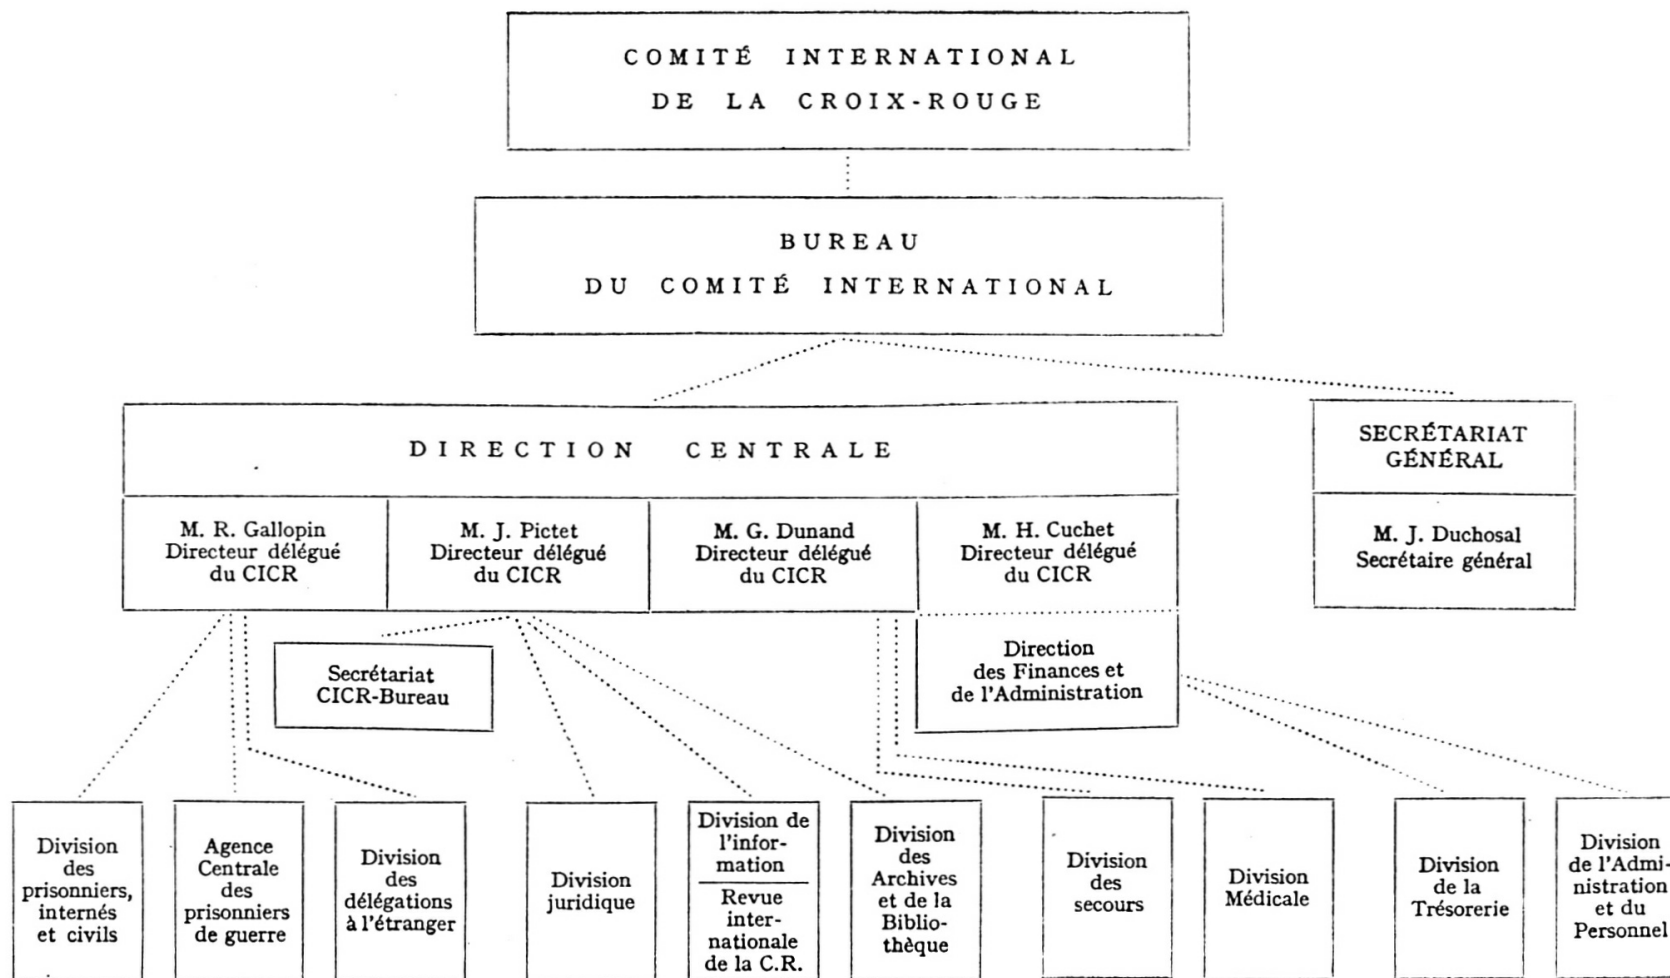 COMITÉ INTERNATIONAL
DE LA CROIX-ROUGE
BUREAU
DU COMITÉ INTERNATIONAL
DIRECTION CENTRALE
M. R. Gallopin
Directeur délégué
du CICR
M. J. Pictet
Directeur délégué
du CICR
M. G. Dunand
Directeur délégué
du CICR
M. H. Cuchet
Directeur délégué
du CICR
SECRÉTARIAT
GÉNÉRAL
M. J. Duchosal
Secrétaire général
Secrétariat
CICR-Bureau
Direction
des Finances et
de l'Administration
Division
des
prisonniers,
internés
et civils
Agence
Centrale
des
prisonniers
de guerre
Division
des
délégations
à l'étranger
Division
juridique
Division de
l'infor-
mation
Revue
inter-
nationale
de la C.R.
Division
des
Archives
et de la
Biblio-
thèque
Division
des
secours
Division
Médicale
Division
de la
Trésorerie
Division
de l'Admi-
nistration
et du
Personnel